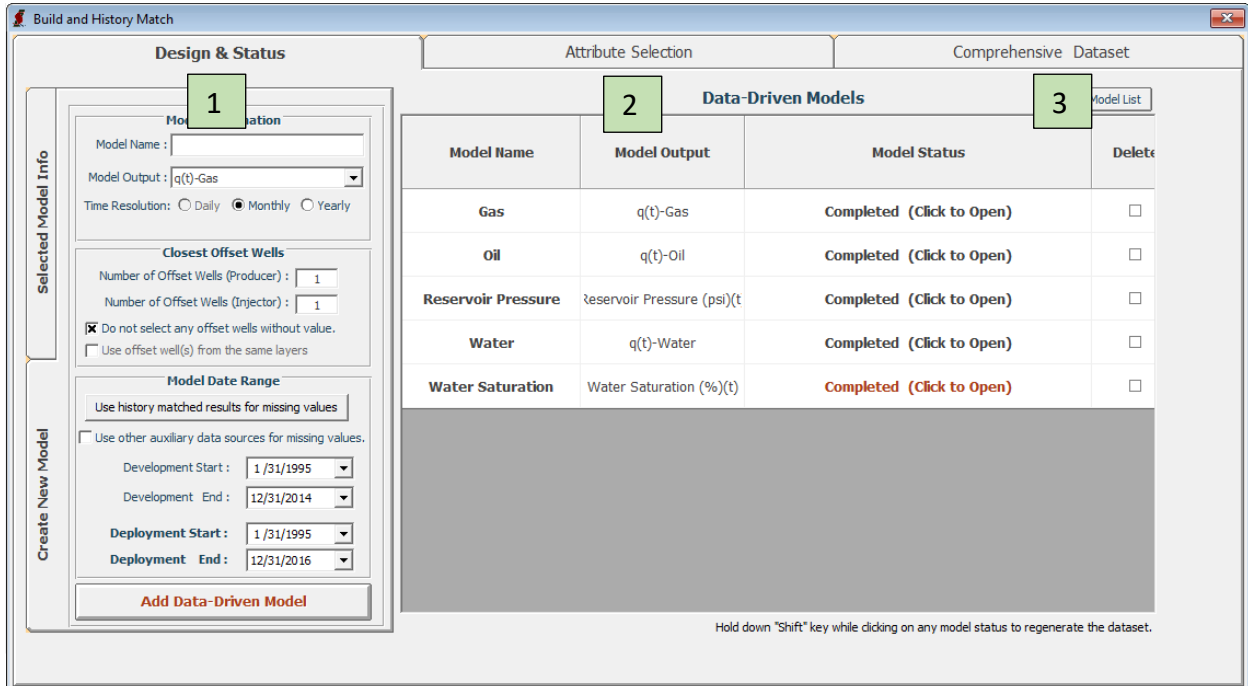 Build and History Match
Design & Status
Attribute Selection
Comprehensive Dataset
1
2
3
Selected Model Info
Create New Model
Model Name :
Model Output : q(t)-Gas
Time Resolution: Daily Monthly Yearly
Closest Offset Wells
Number of Offset Wells (Producer) : 1
Number of Offset Wells (Injector) : 1
Do not select any offset wells without value.
Use offset well(s) from the same layers
Model Date Range
Use history matched results for missing values
Use other auxiliary data sources for missing values.
Development Start : 1 /31/1995
Development End : 12/31/2014
Deployment Start : 1 /31/1995
Deployment End : 12/31/2016
Add Data-Driven Model
Data-Driven Models
Model List
Model Name Model Output Model Status Delete
Gas q(t)-Gas Completed (Click to Open)
Oil q(t)-Oil Completed (Click to Open)
Reservoir Pressure Reservoir Pressure (psi)(t Completed (Click to Open)
Water q(t)-Water Completed (Click to Open)
Water Saturation Water Saturation (%)(t) Completed (Click to Open)
Hold down "Shift" key while clicking on any model status to regenerate the dataset.